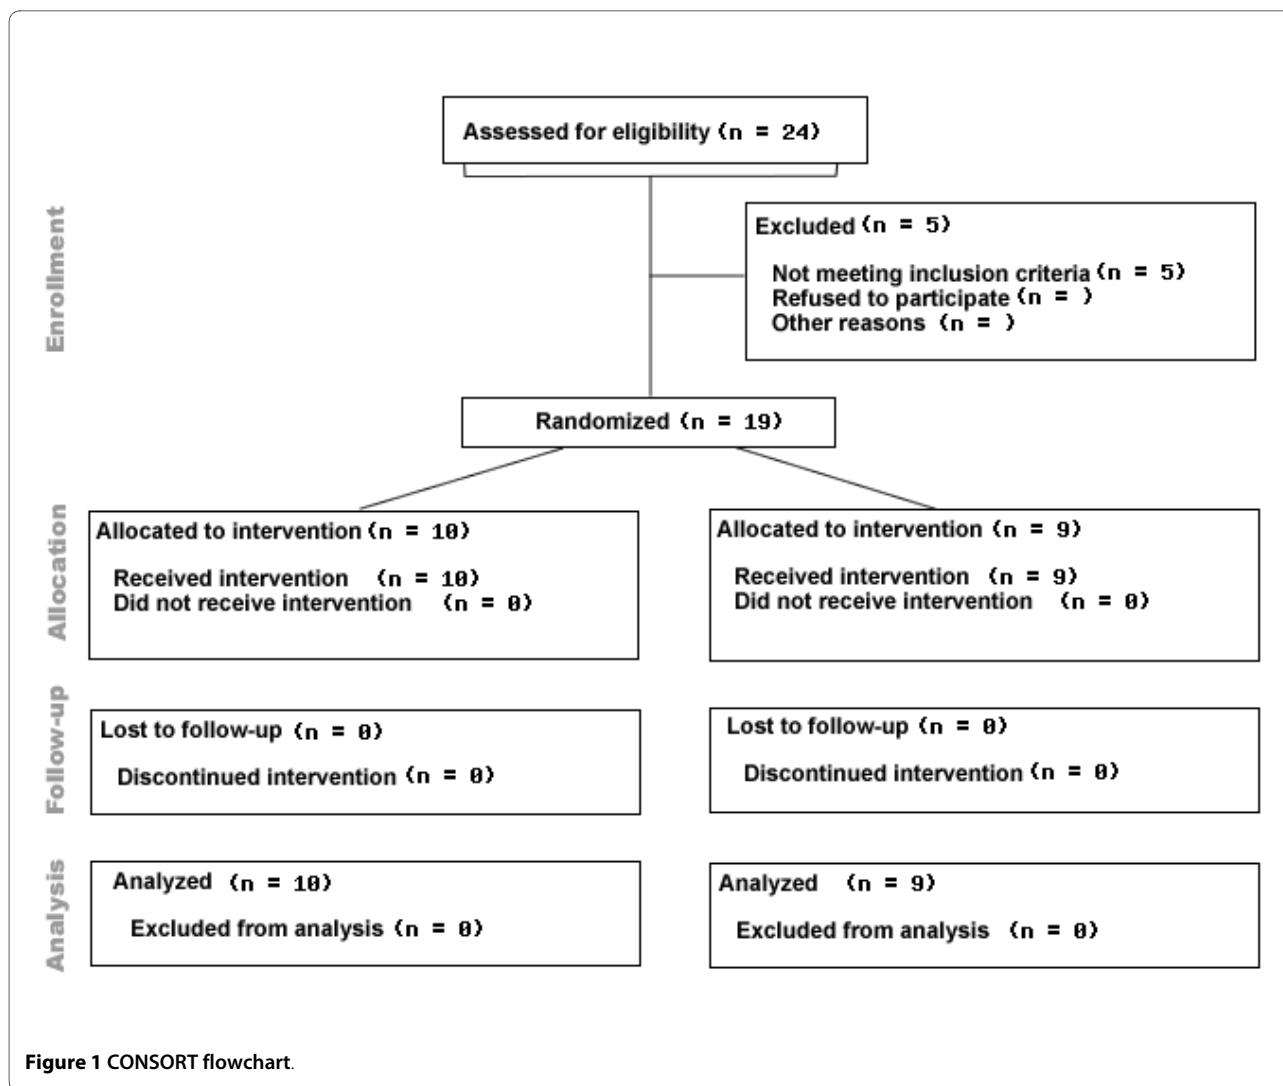 Assessed for eligibility (n = 24)
Enrollment
Excluded (n = 5)
Not meeting inclusion criteria (n = 5)
Refused to participate (n = )
Other reasons (n = )
Randomized (n = 19)
Allocation
Allocated to intervention (n = 10)
Received intervention (n = 10)
Did not receive intervention (n = 0)
Allocated to intervention (n = 9)
Received intervention (n = 9)
Did not receive intervention (n = 0)
Follow-up
Lost to follow-up (n = 0)
Discontinued intervention (n = 0)
Lost to follow-up (n = 0)
Discontinued intervention (n = 0)
Analysis
Analyzed (n = 10)
Excluded from analysis (n = 0)
Analyzed (n = 9)
Excluded from analysis (n = 0)
Figure 1 CONSORT flowchart.